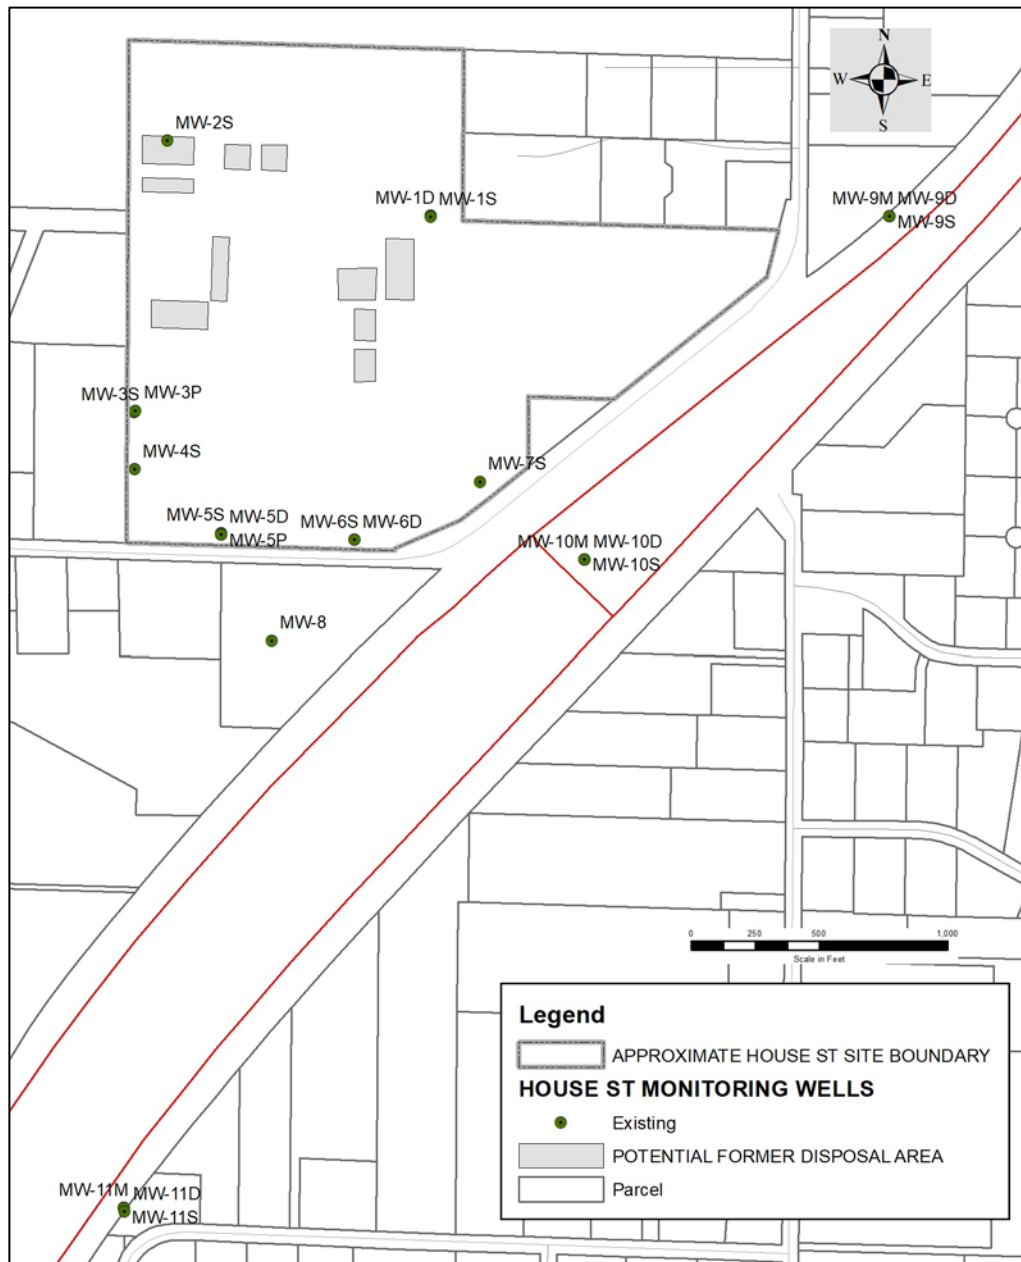 N
W E
S
MW-2S
MW-1D MW-1S
MW-9M MW-9D
MW-9S
MW-3S MW-3P
MW-4S
MW-7S
MW-5S MW-5D
MW-5P
MW-6S MW-6D
MW-10M MW-10D
MW-10S
MW-8
0 250 500 1,000
Scale in Feet
Legend
APPROXIMATE HOUSE ST SITE BOUNDARY
HOUSE ST MONITORING WELLS
Existing
POTENTIAL FORMER DISPOSAL AREA
Parcel
MW-11M MW-11D
MW-11S